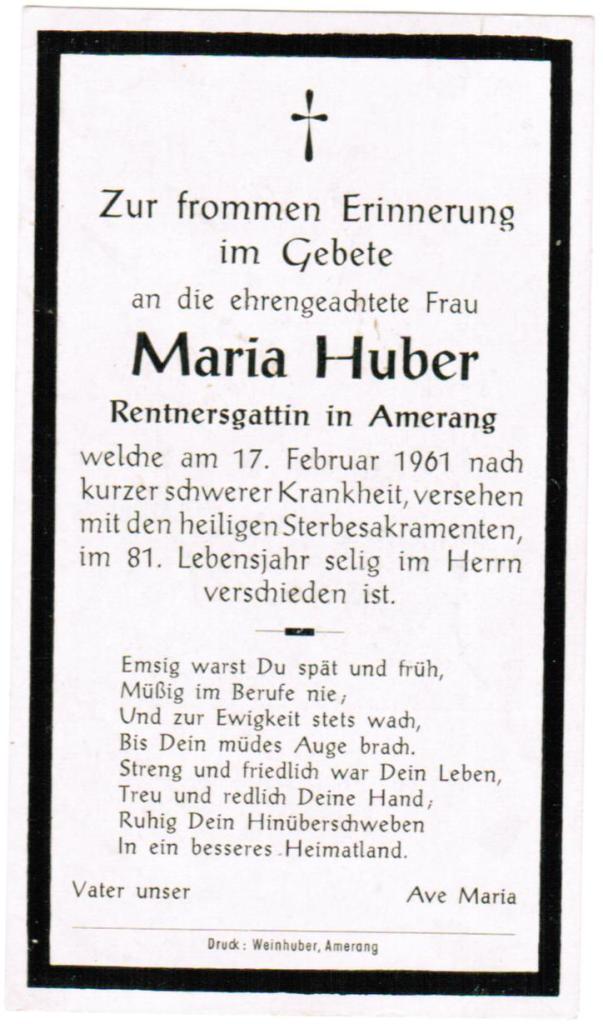 Zur frommen Erinnerung
im Gebete
an die ehrengeachtete Frau
Maria Huber
Rentnersgattin in Amerang
welche am 17. Februar 1961 nach
kurzer schwerer Krankheit, versehen
mit den heiligen Sterbesakramenten,
im 81. Lebensjahr selig im Herrn
verschieden ist.
Emsig warst Du spät und früh,
Müßig im Berufe nie;
Und zur Ewigkeit stets wach,
Bis Dein müdes Auge brach.
Streng und friedlich war Dein Leben,
Treu und redlich Deine Hand;
Ruhig Dein Hinüberschweben
In ein besseres Heimatland.
Vater unser Ave Maria
Druck: Weinhuber, Amerang